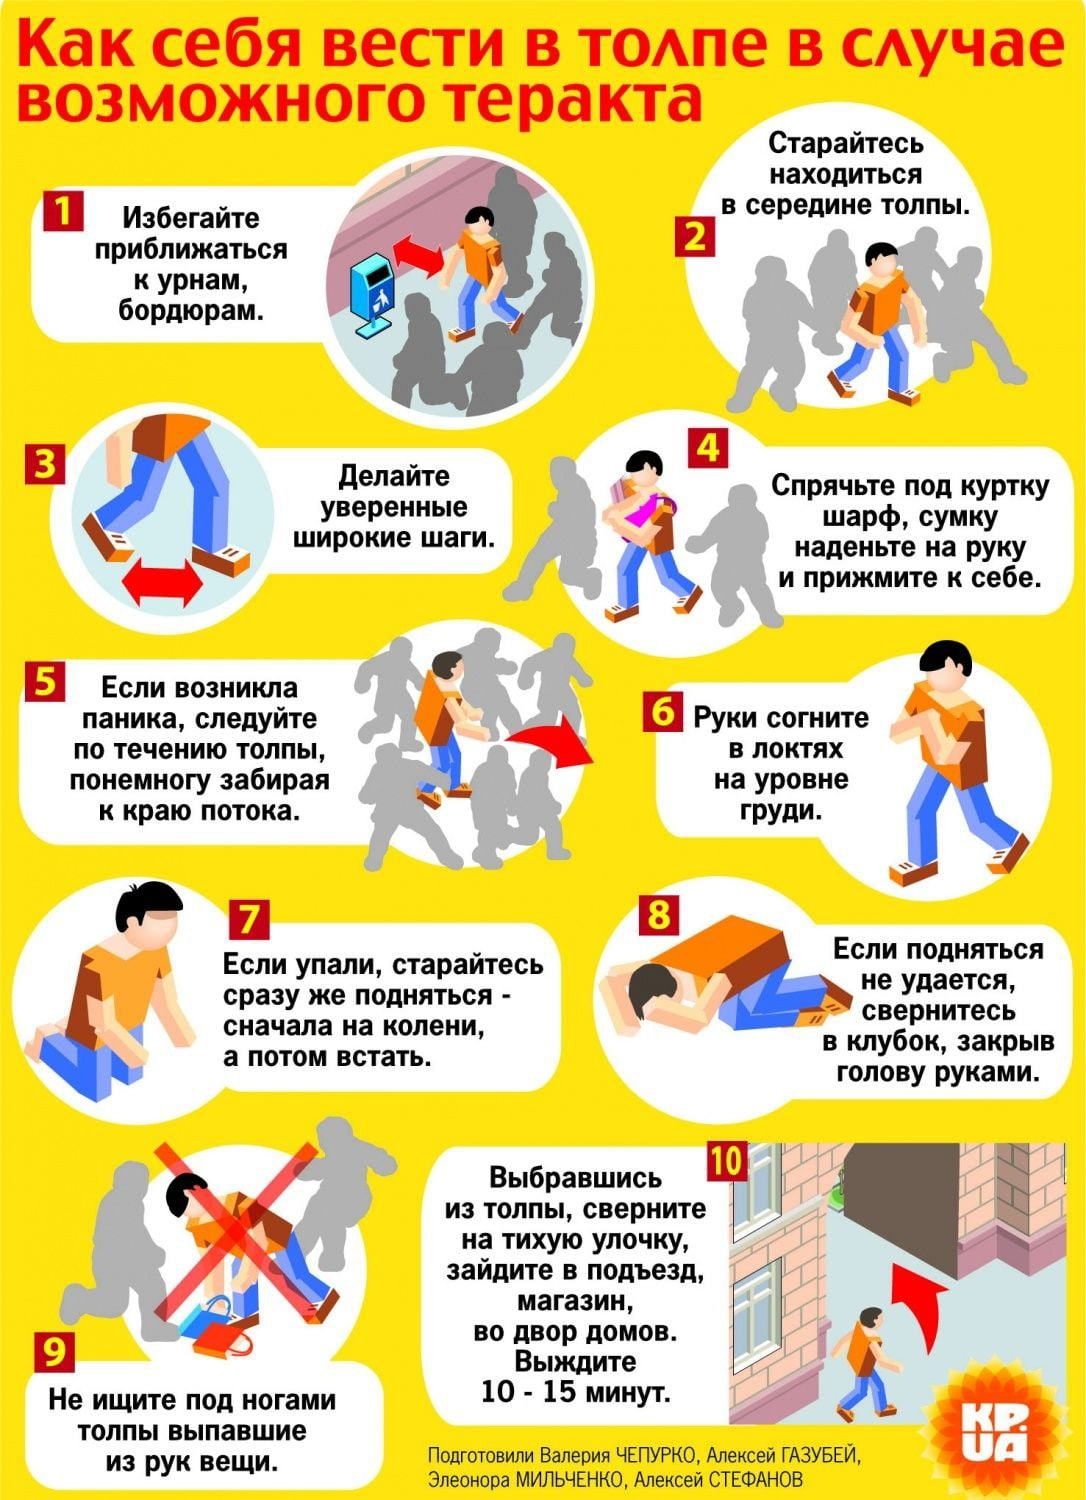 Как себя вести в толпе в случае
возможного теракта
1
Избегайте
приближаться
к урнам,
бордюрам.
2
Старайтесь
находиться
в середине толпы.
3
Делайте
уверенные
широкие шаги.
4
Спрячьте под куртку
шарф, сумку
наденьте на руку
и прижмите к себе.
5
Если возникла
паника, следуйте
по течению толпы,
понемногу забирая
к краю потока.
6
Руки согните
в локтях
на уровне
груди.
7
Если упали, старайтесь
сразу же подняться -
сначала на колени,
а потом встать.
8
Если подняться
не удается,
свернитесь
в клубок, закрыв
голову руками.
9
Не ищите под ногами
толпы выпавшие
из рук вещи.
10
Выбравшись
из толпы, сверните
на тихую улочку,
зайдите в подъезд,
магазин,
во двор домов.
Выждите
10 - 15 минут.
Подготовили Валерия ЧЕПУРКО, Алексей ГАЗУБЕЙ,
Элеонора МИЛЬЧЕНКО, Алексей СТЕФАНОВ
KP.
UA